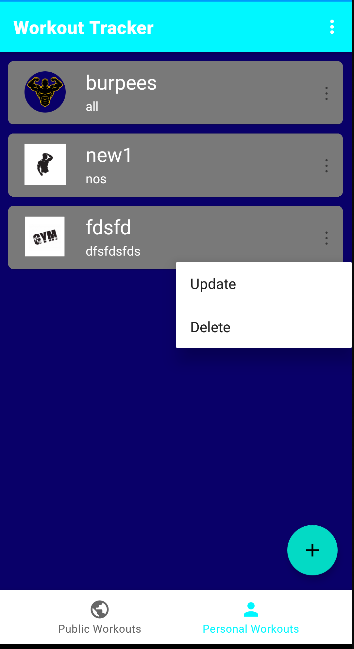 Workout Tracker
burpees
all
new1
nos
GYM
fdsfd
dfsfdsfds
Update
Delete
Public Workouts
Personal Workouts